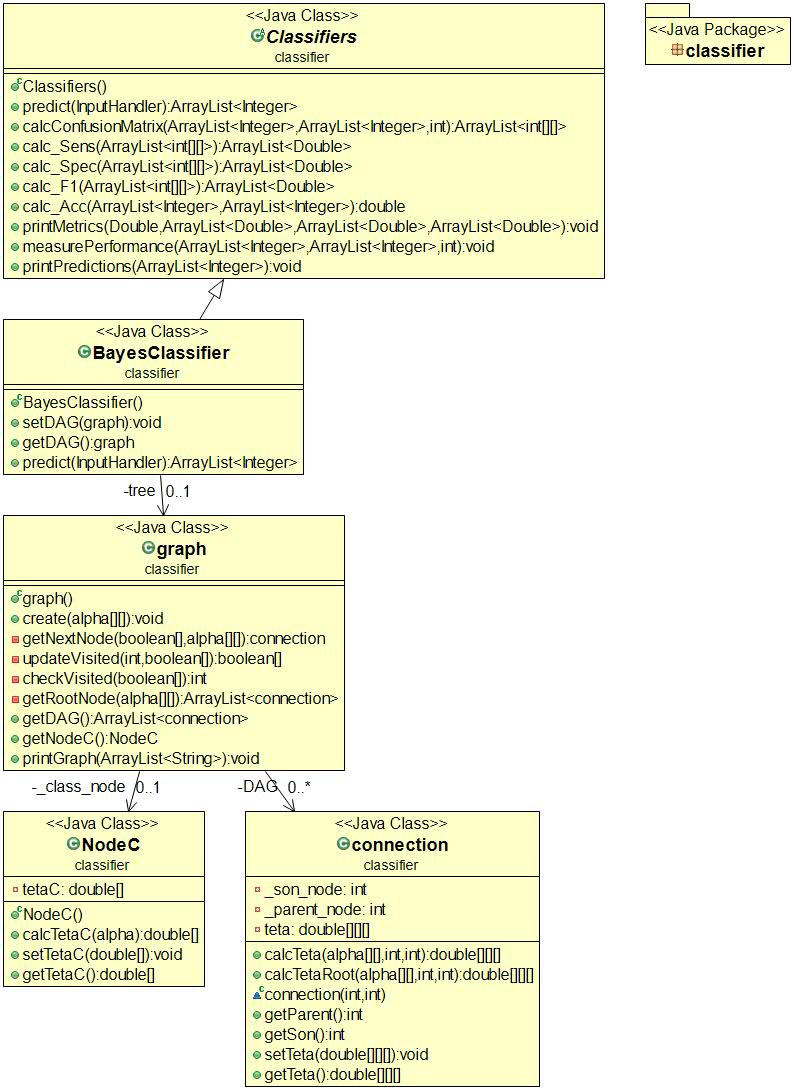 <<Java Class>>
Classifiers
classifier
Classifiers()
predict(InputHandler):ArrayList<Integer>
calcConfusionMatrix(ArrayList<Integer>,ArrayList<Integer>,int):ArrayList<int[][]>
calc_Sens(ArrayList<int[][]>):ArrayList<Double>
calc_Spec(ArrayList<int[][]>):ArrayList<Double>
calc_F1(ArrayList<int[][]>):ArrayList<Double>
calc_Acc(ArrayList<Integer>,ArrayList<Integer>):double
printMetrics(Double,ArrayList<Double>,ArrayList<Double>,ArrayList<Double>):void
measurePerformance(ArrayList<Integer>,ArrayList<Integer>,int):void
printPredictions(ArrayList<Integer>):void
<<Java Package>>
classifier
<<Java Class>>
BayesClassifier
classifier
BayesClassifier()
setDAG(graph):void
getDAG():graph
predict(InputHandler):ArrayList<Integer>
-tree 0..1
<<Java Class>>
graph
classifier
graph()
create(alpha[][]):void
getNextNode(boolean[],alpha[][]):connection
updateVisited(int,boolean[]):boolean[]
checkVisited(boolean[]):int
getRootNode(alpha[][]):ArrayList<connection>
getDAG():ArrayList<connection>
getNodeC():NodeC
printGraph(ArrayList<String>):void
-_class_node 0..1
-DAG 0..*
<<Java Class>>
NodeC
classifier
tetaC: double[]
NodeC()
calcTetaC(alpha):double[]
setTetaC(double[]):void
getTetaC():double[]
<<Java Class>>
connection
classifier
_son_node: int
_parent_node: int
teta: double[][][]
calcTeta(alpha[][],int,int):double[][][]
calcTetaRoot(alpha[][],int,int):double[][][]
connection(int,int)
getParent():int
getSon():int
setTeta(double[][][]):void
getTeta():double[][][]